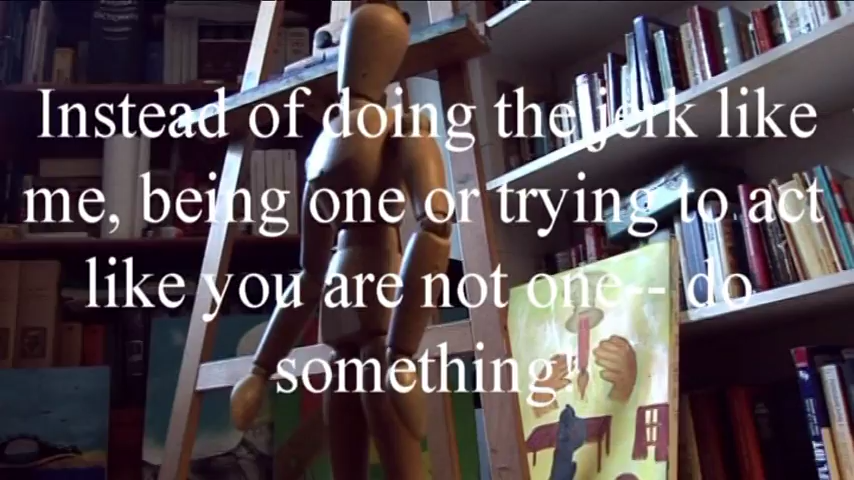 DICTIONARY
Instead of doing the jerk like
me, being one or trying to act
like you are not one-- do
something!